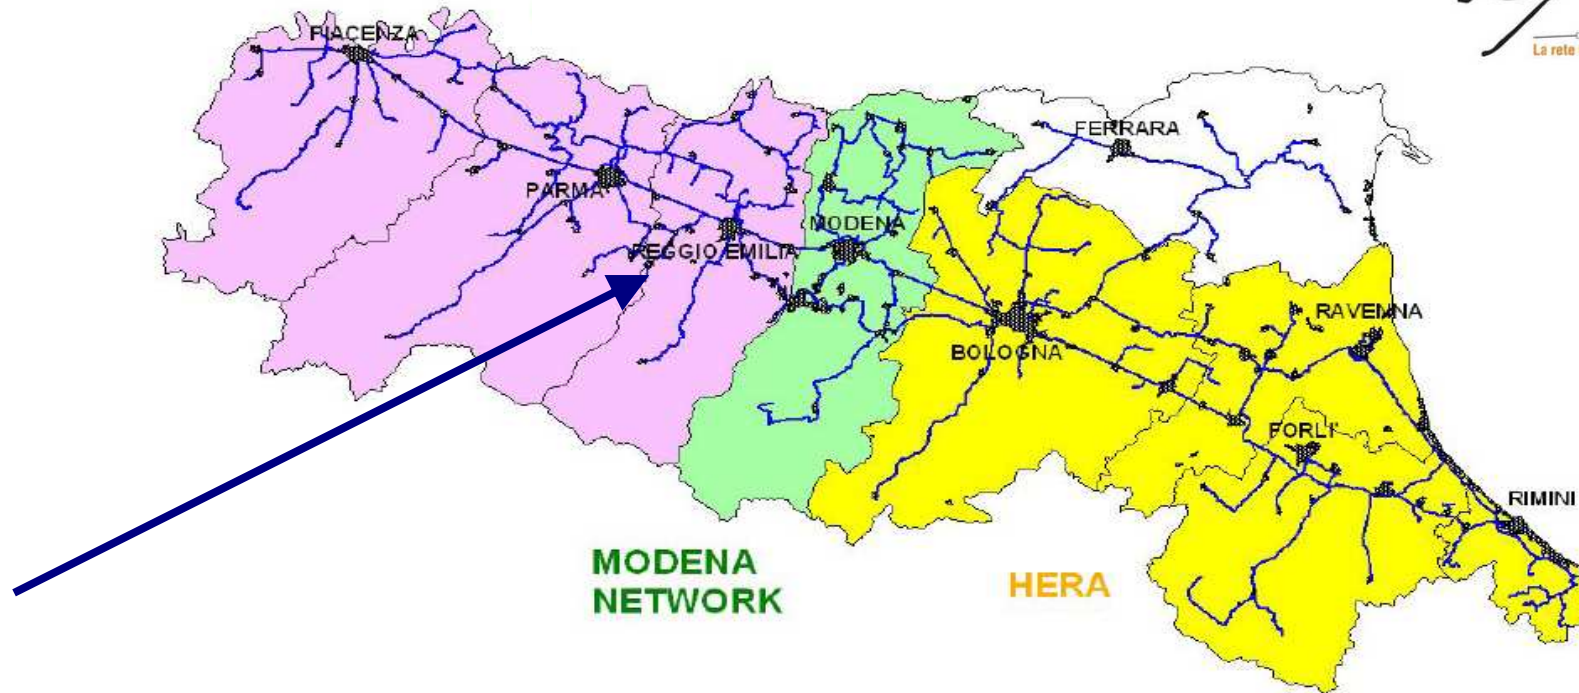 PIACENZA
La rete
FERRARA
PARMA
MODENA
REGGIO EMILIA
RAVENNA
BOLOGNA
FORLI'
RIMINI
MODENA
NETWORK
HERA